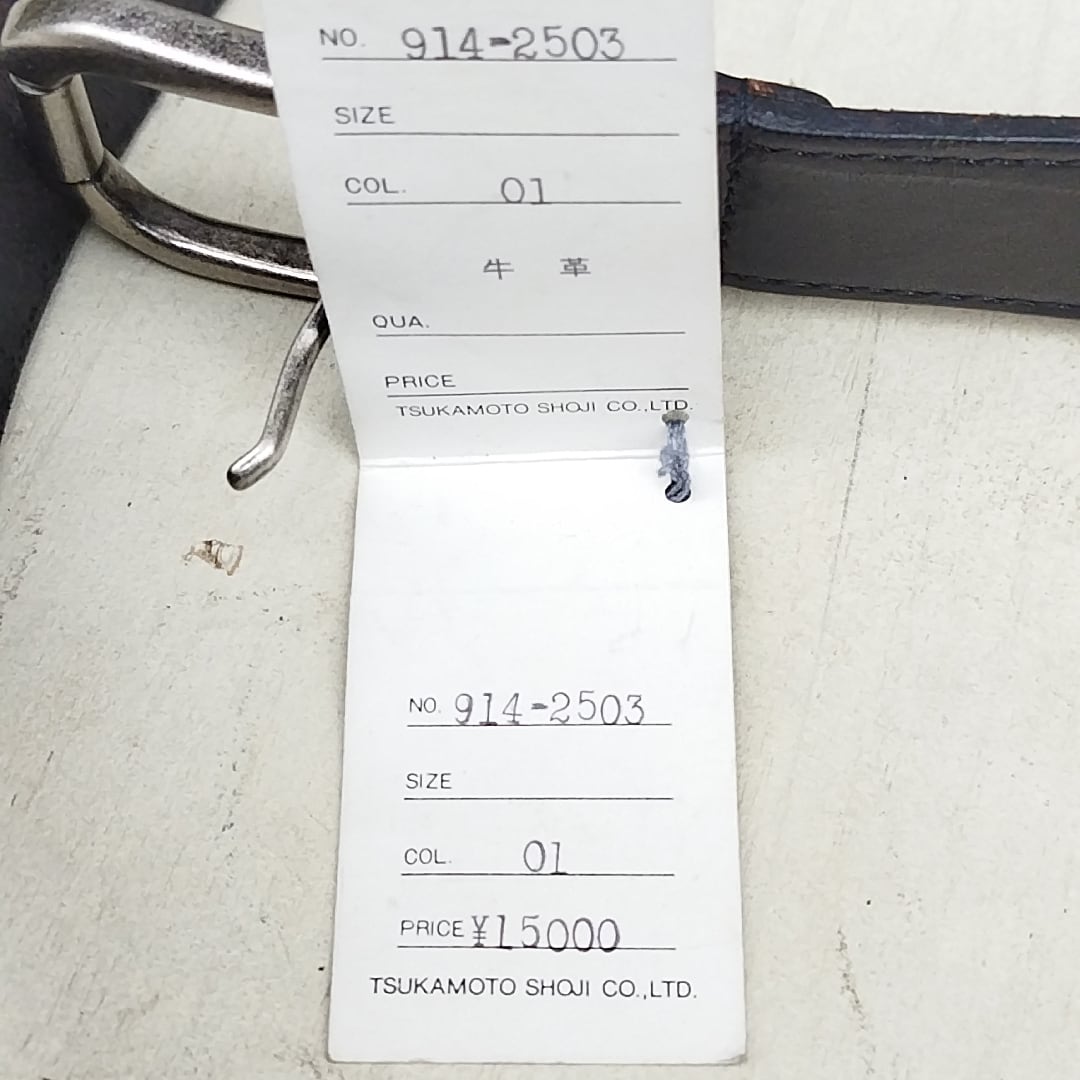 NO. 914-2503
SIZE
COL. 01
牛 革
QUA.
PRICE
TSUKAMOTO SHOJI CO.,LTD.
NO. 914-2503
SIZE
COL. 01
PRICE ¥15000
TSUKAMOTO SHOJI CO.,LTD.